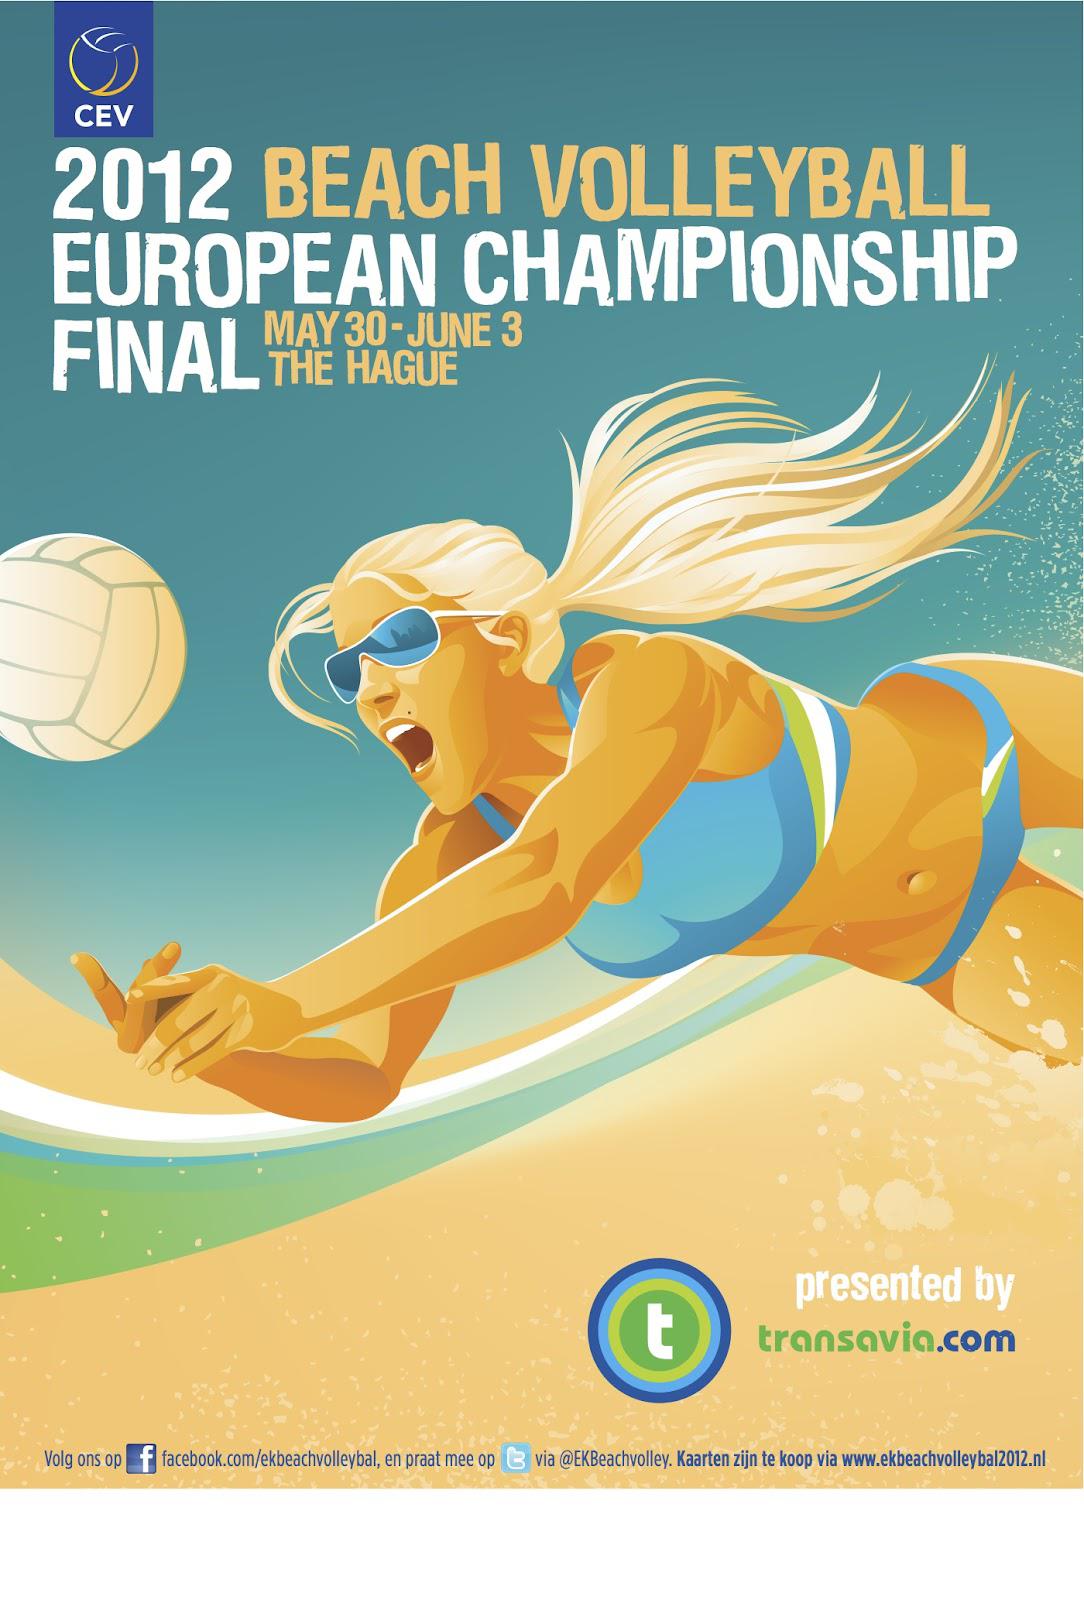 CEV
2012 BEACH VOLLEYBALL
EUROPEAN CHAMPIONSHIP
FINAL MAY 30 - JUNE 3
THE HAGUE
presented by
t
transavia.com
Volg ons op f facebook.com/ekbeachvolleybal, en praat mee op t via @EKBeachvolley. Kaarten zijn te koop via www.ekbeachvolleybal2012.nl